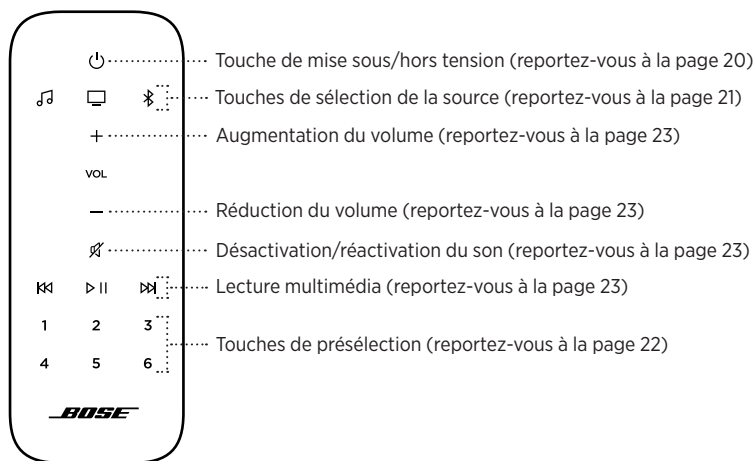 Touche de mise sous/hors tension (reportez-vous à la page 20)
Touches de sélection de la source (reportez-vous à la page 21)
Augmentation du volume (reportez-vous à la page 23)
VOL
Réduction du volume (reportez-vous à la page 23)
Désactivation/réactivation du son (reportez-vous à la page 23)
Lecture multimédia (reportez-vous à la page 23)
1 2 3
Touches de présélection (reportez-vous à la page 22)
4 5 6
BOSE